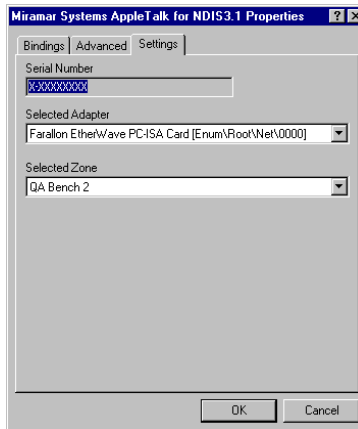 Miramar Systems AppleTalk for NDIS3.1 Properties
Bindings Advanced Settings
Serial Number
X-XXXXXXXX
Selected Adapter
Farallon EtherWave PC-ISA Card [Enum\Root\Net\0000]
Selected Zone
QA Bench 2
OK Cancel